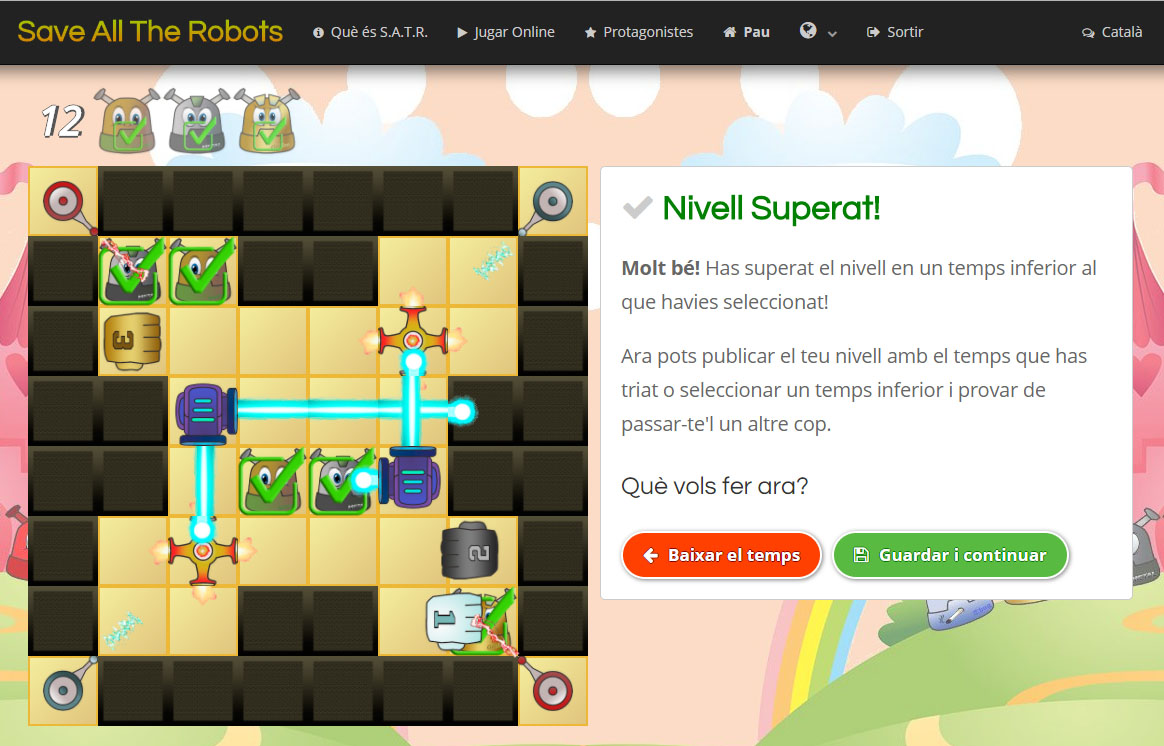 Save All The Robots
Què és S.A.T.R.
Jugar Online
Protagonistes
Pau
Sortir
Català
12
Nivell Superat!
Molt bé! Has superat el nivell en un temps inferior al
que havies seleccionat!
Ara pots publicar el teu nivell amb el temps que has
triat o seleccionar un temps inferior i provar de
passar-te'l un altre cop.
Què vols fer ara?
Baixar el temps
Guardar i continuar
3
2
1